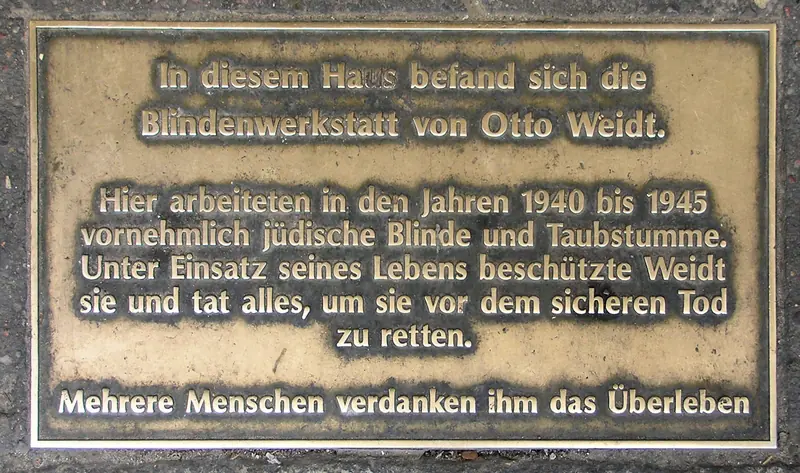 In diesem Haus befand sich die
Blindenwerkstatt von Otto Weidt.
Hier arbeiteten in den Jahren 1940 bis 1945
vornehmlich jüdische Blinde und Taubstumme.
Unter Einsatz seines Lebens beschützte Weidt
sie und tat alles, um sie vor dem sicheren Tod
zu retten.
Mehrere Menschen verdanken ihm das Überleben